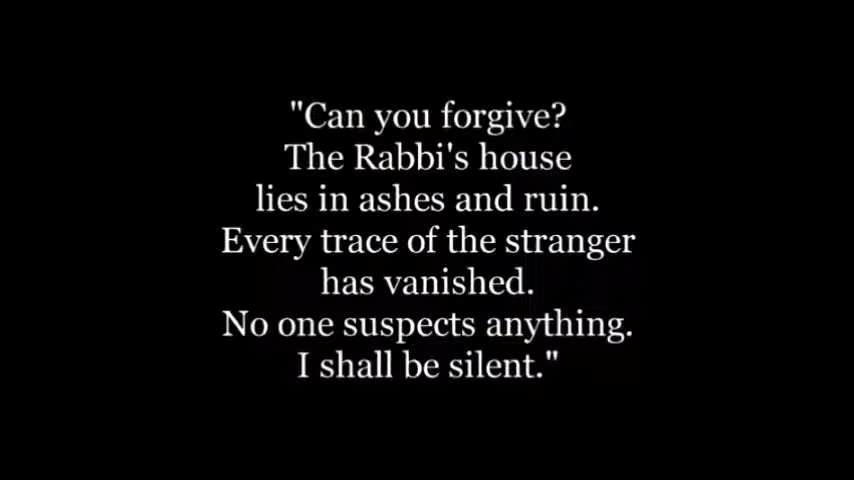 "Can you forgive?
The Rabbi's house
lies in ashes and ruin.
Every trace of the stranger
has vanished.
No one suspects anything.
I shall be silent."